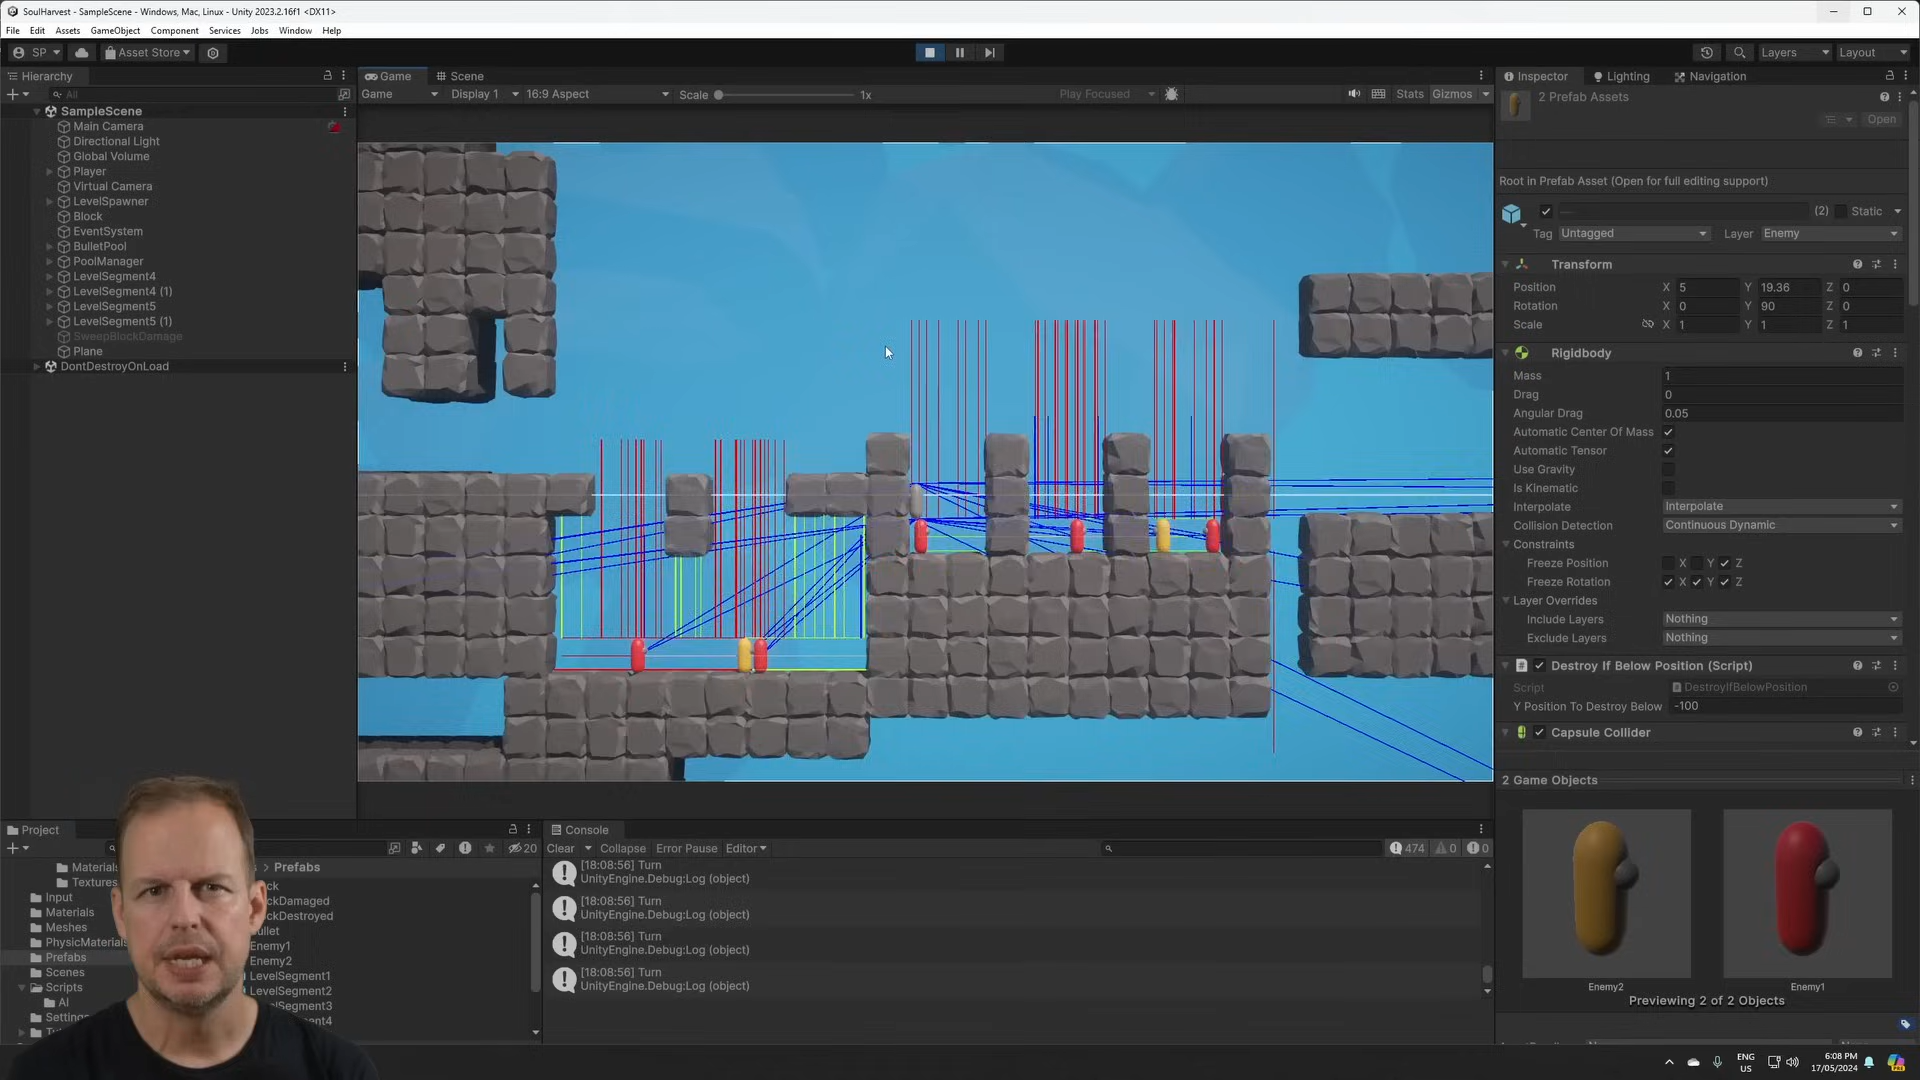 SoulHarvest - SampleScene - Windows, Mac, Linux - Unity 2023.2.16f1 <DX11>
File Edit Assets GameObject Component Services Jobs Window Help
SP Asset Store Layers Layout
Hierarchy
All
SampleScene
Main Camera
Directional Light
Global Volume
Player
Virtual Camera
LevelSpawner
Block
EventSystem
BulletPool
PoolManager
LevelSegment4
LevelSegment4 (1)
LevelSegment5
LevelSegment5 (1)
SweepBlockDamage
Plane
DontDestroyOnLoad
Game Scene
Game Display 1 16:9 Aspect Scale 1x Play Focused Stats Gizmos
Inspector Lighting Navigation
2 Prefab Assets
Open
Root in Prefab Asset (Open for full editing support)
(2) Static
Tag Untagged Layer Enemy
Transform
Position X 5 Y 19.36 Z 0
Rotation X 0 Y 90 Z 0
Scale X 1 Y 1 Z 1
Rigidbody
Mass 1
Drag 0
Angular Drag 0.05
Automatic Center Of Mass
Automatic Tensor
Use Gravity
Is Kinematic
Interpolate Interpolate
Collision Detection Continuous Dynamic
Constraints
Freeze Position X Y Z
Freeze Rotation X Y Z
Layer Overrides
Include Layers Nothing
Exclude Layers Nothing
Destroy If Below Position (Script)
Script DestroyIfBelowPosition
Y Position To Destroy Below -100
Capsule Collider
2 Game Objects
Enemy2 Enemy1
Previewing 2 of 2 Objects
Project
20
Materials
Textures
Input
Materials
Meshes
PhysicMaterials
Prefabs
Scenes
Scripts
AI
Settings
> Prefabs
ck
ckDamaged
ckDestroyed
ullet
Enemy1
Enemy2
LevelSegment1
LevelSegment2
Segment3
ent4
Console
Clear Collapse Error Pause Editor 474 0 0
[18:08:56] Turn
UnityEngine.Debug:Log (object)
[18:08:56] Turn
UnityEngine.Debug:Log (object)
[18:08:56] Turn
UnityEngine.Debug:Log (object)
[18:08:56] Turn
UnityEngine.Debug:Log (object)
ENG
US
6:08 PM
17/05/2024